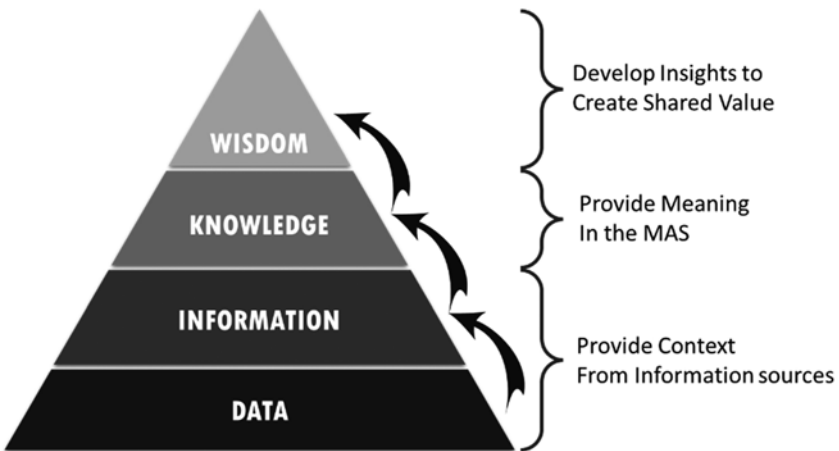 Develop Insights to
Create Shared Value
WISDOM
KNOWLEDGE
Provide Meaning
In the MAS
INFORMATION
Provide Context
From Information sources
DATA